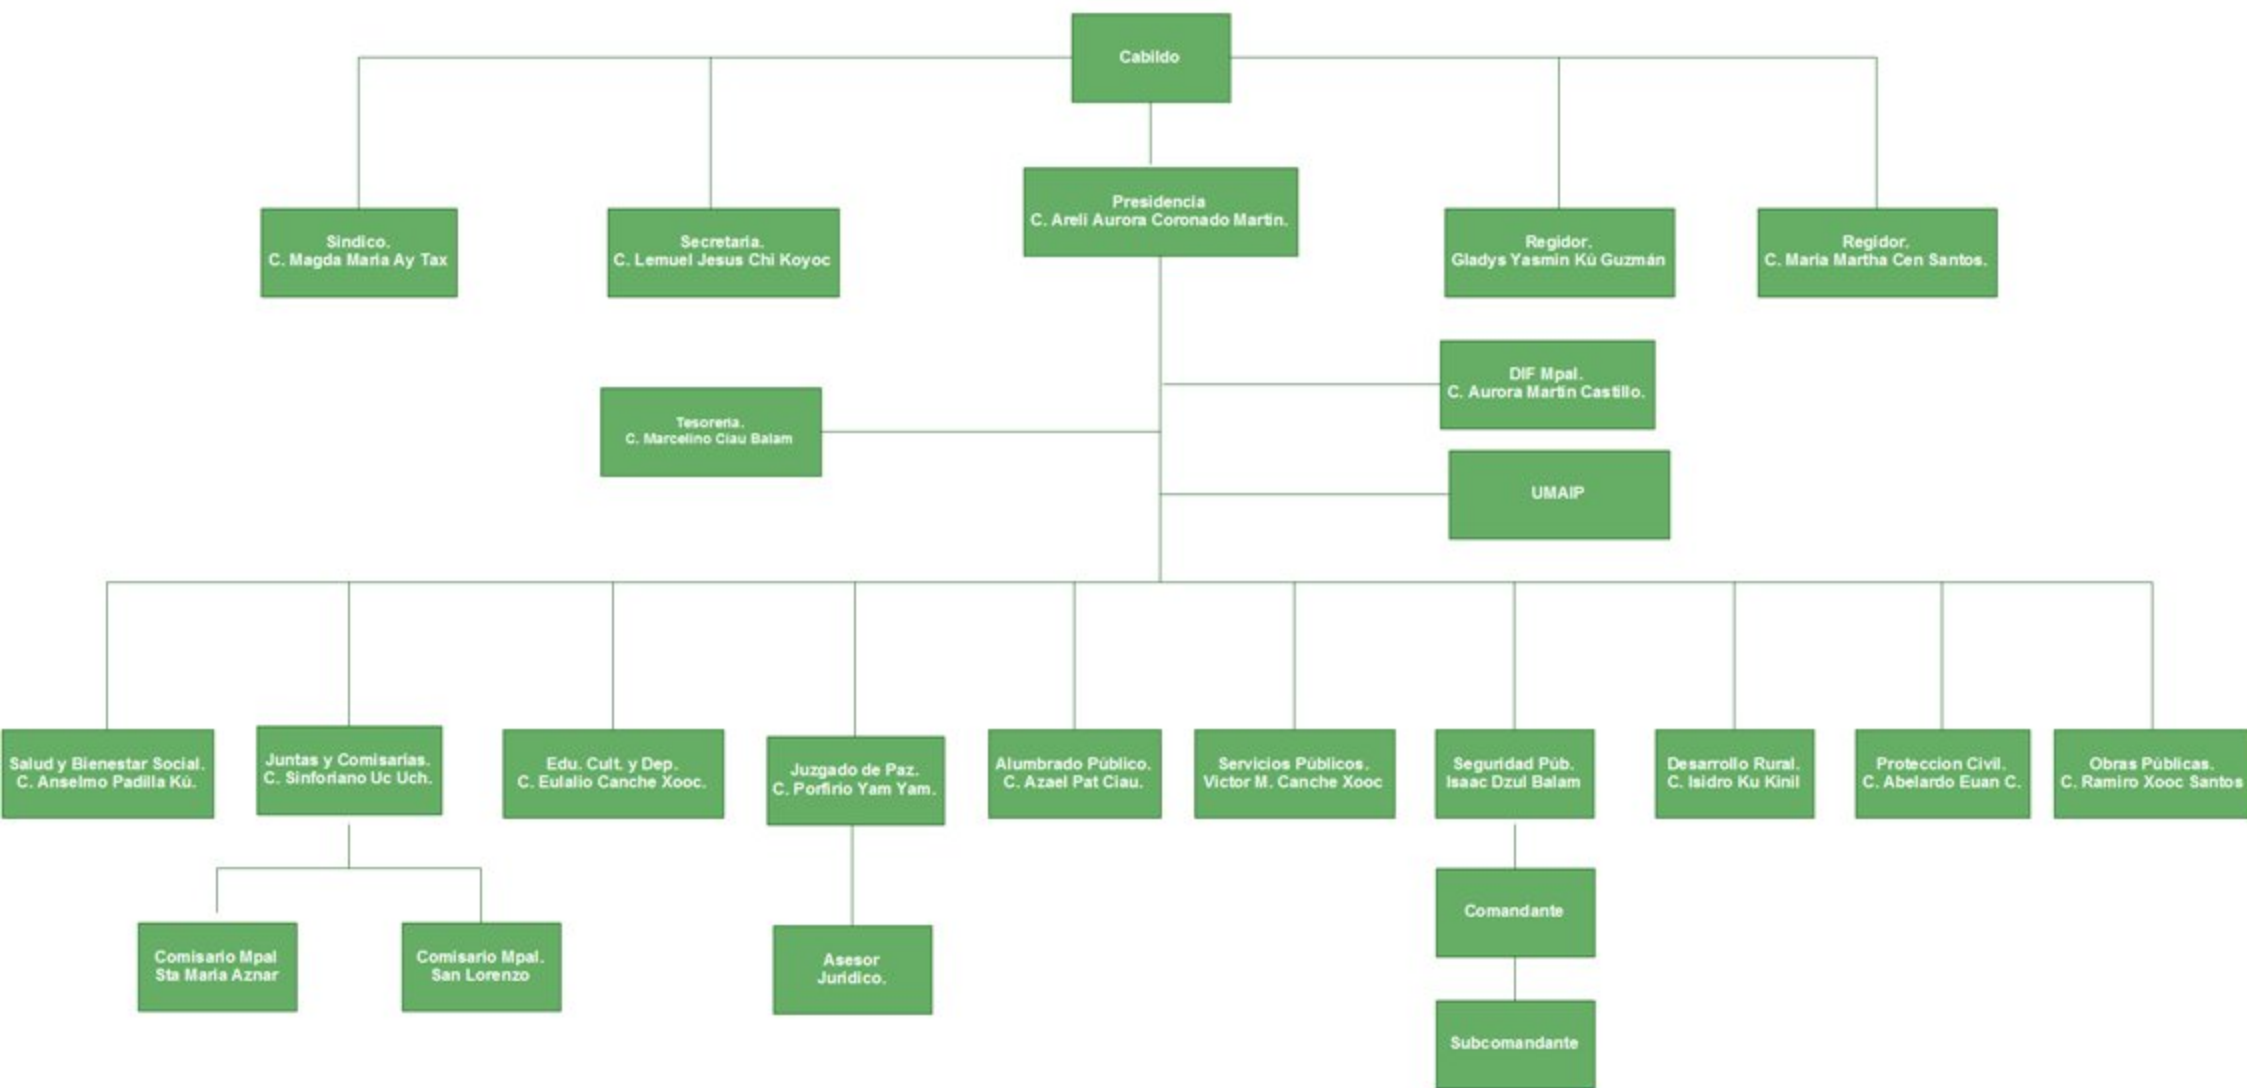 Cabildo
Sindico.
C. Magda Maria Ay Tax
Secretaria.
C. Lemuel Jesus Chi Koyoc
Presidencia
C. Areli Aurora Coronado Martín.
Regidor.
Gladys Yasmin Kú Guzmán
Regidor.
C. Maria Martha Cen Santos.
DIF Mpal.
C. Aurora Martín Castillo.
Tesorería.
C. Marcelino Ciau Balam
UMAIP
Salud y Bienestar Social.
C. Anselmo Padilla Kú.
Juntas y Comisarías.
C. Sinforiano Uc Uch.
Edu. Cult. y Dep.
C. Eulalio Canche Xooc.
Juzgado de Paz.
C. Porfirio Yam Yam.
Alumbrado Público.
C. Azael Pat Ciau.
Servicios Públicos.
Victor M. Canche Xooc
Seguridad Púb.
Isaac Dzul Balam
Desarrollo Rural.
C. Isidro Ku Kinil
Proteccion Civil.
C. Abelardo Euan C.
Obras Públicas.
C. Ramiro Xooc Santos
Comisario Mpal
Sta Maria Aznar
Comisario Mpal.
San Lorenzo
Asesor
Jurídico.
Comandante
Subcomandante